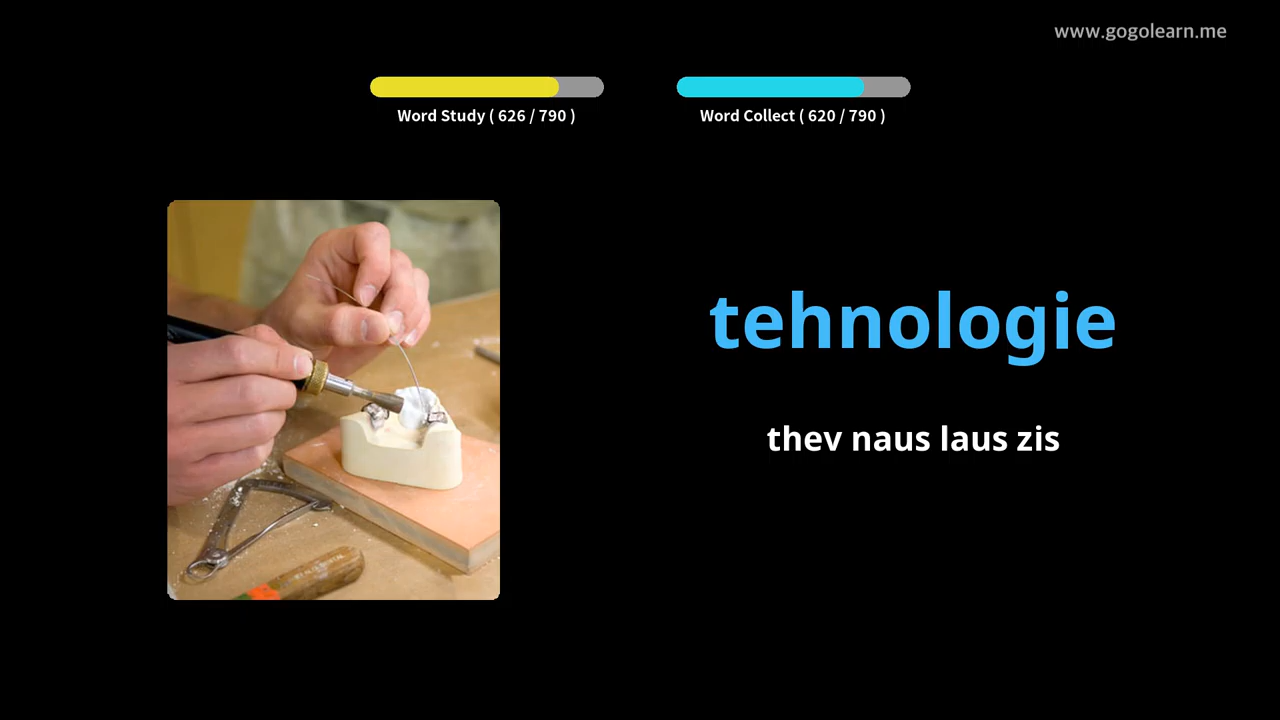 www.gogolearn.me
Word Study ( 626 / 790 )
Word Collect ( 620 / 790 )
tehnologie
thev naus laus zis